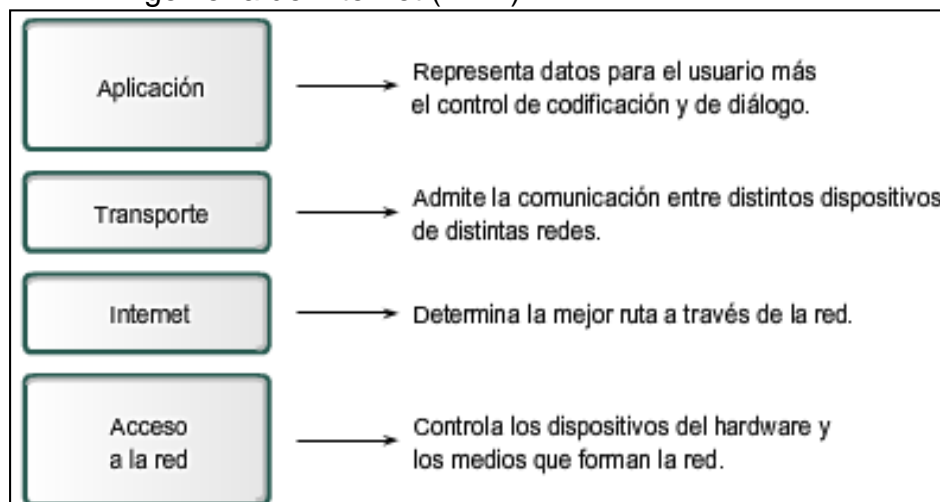 Aplicación
Representa datos para el usuario más
el control de codificación y de diálogo.
Transporte
Admite la comunicación entre distintos dispositivos
de distintas redes.
Internet
Determina la mejor ruta a través de la red.
Acceso
a la red
Controla los dispositivos del hardware y
los medios que forman la red.